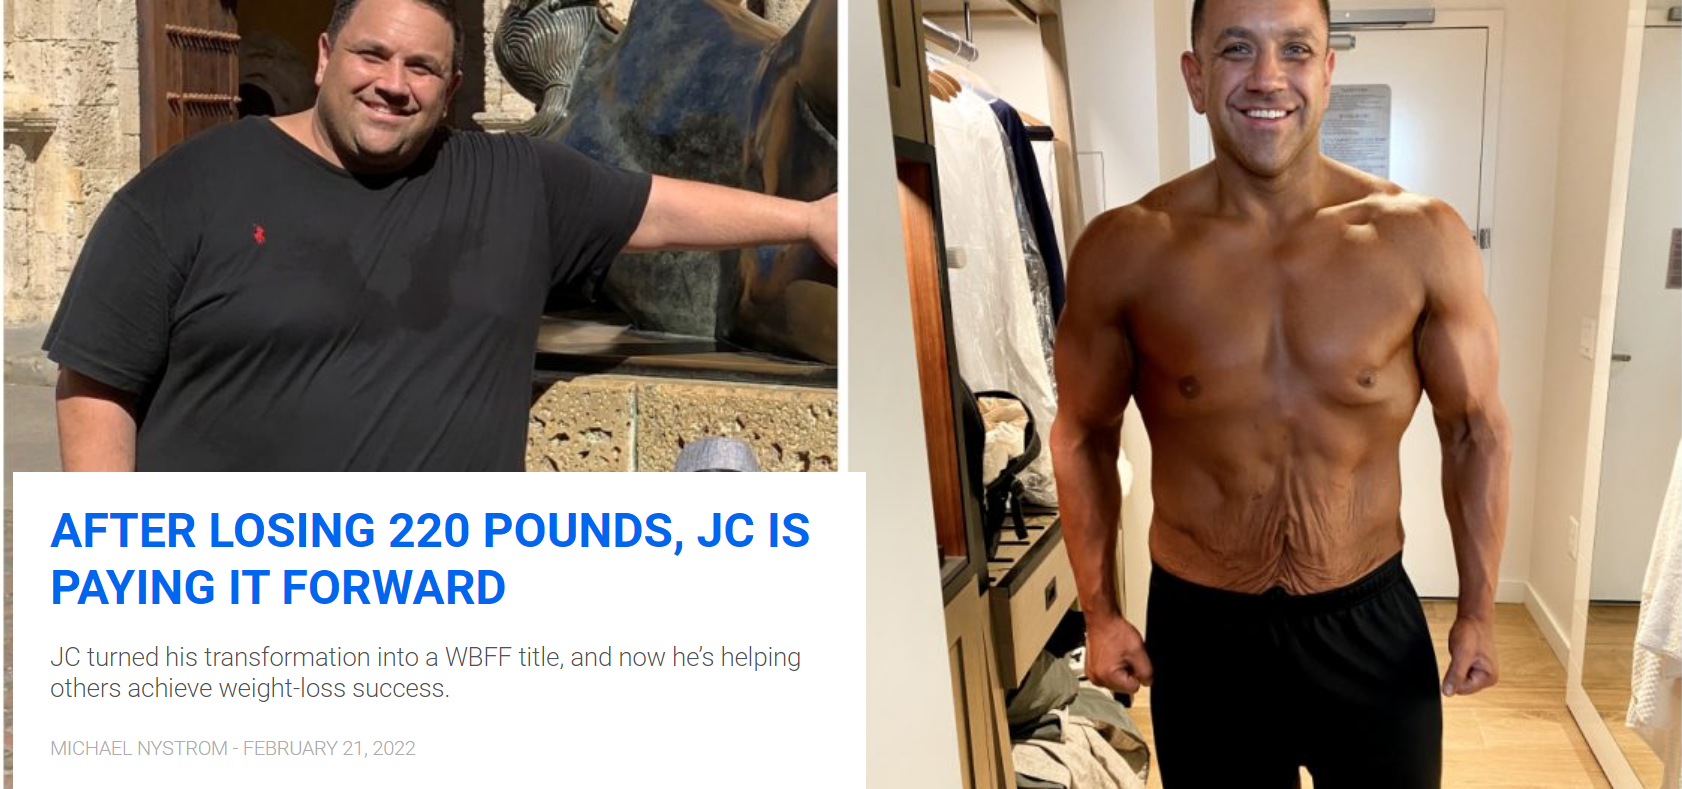 AFTER LOSING 220 POUNDS, JC IS
PAYING IT FORWARD
JC turned his transformation into a WBFF title, and now he’s helping
others achieve weight-loss success.
MICHAEL NYSTROM - FEBRUARY 21, 2022